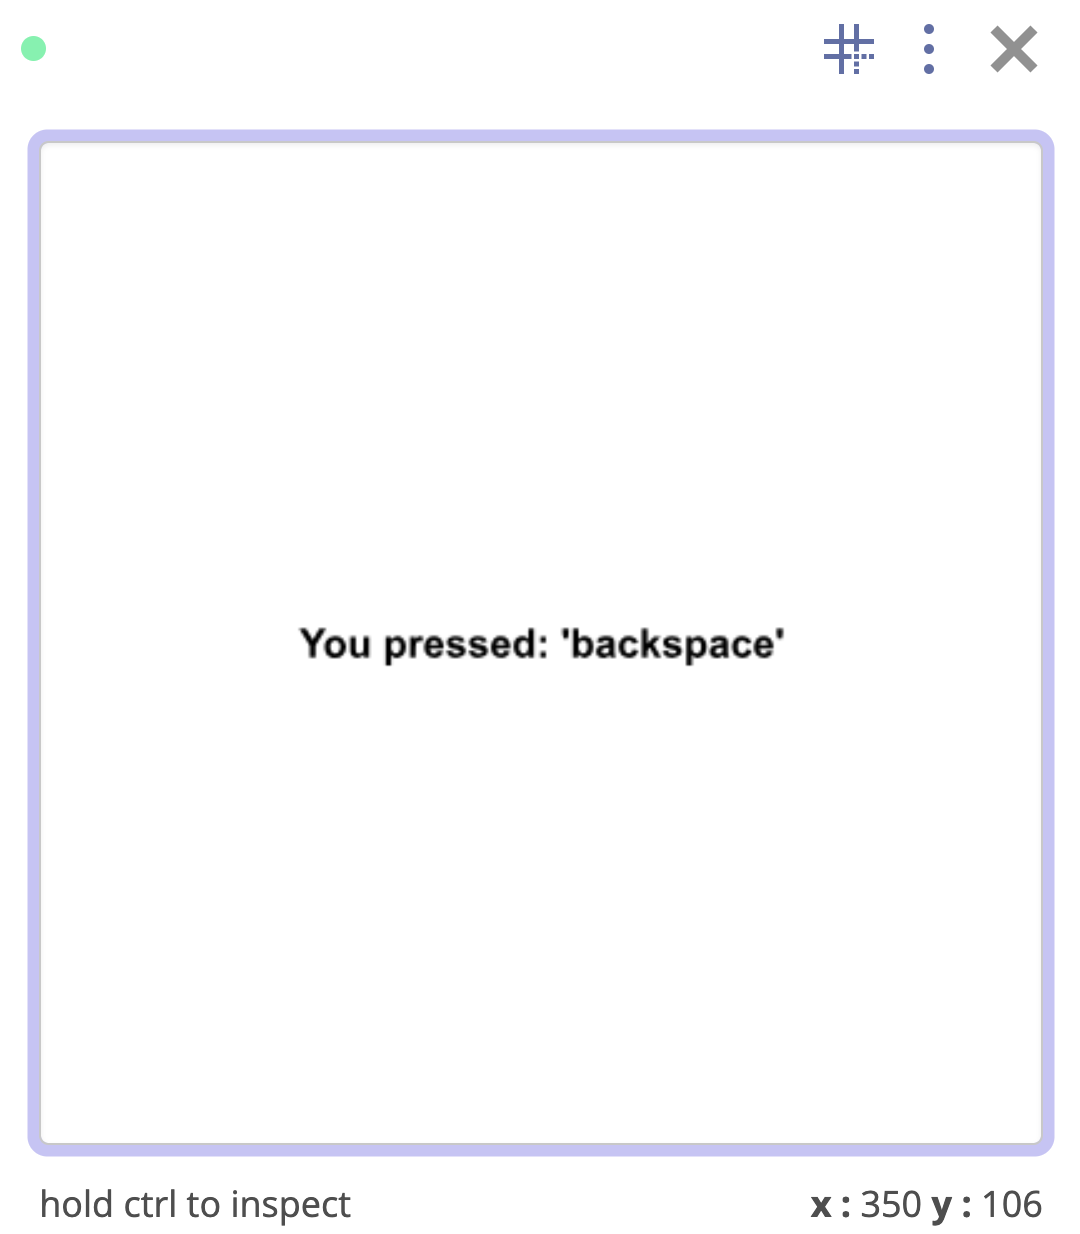 You pressed: 'backspace'
hold ctrl to inspect
x : 350 y : 106